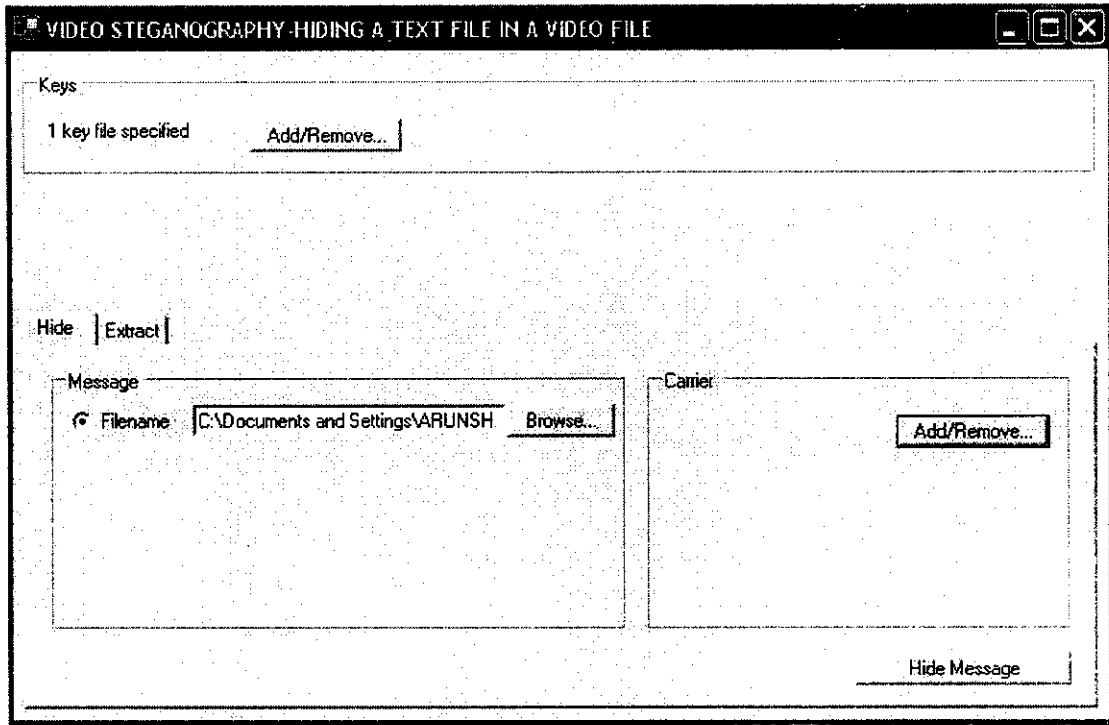 VIDEO STEGANOGRAPHY-HIDING A TEXT FILE IN A VIDEO FILE
Keys
1 key file specified
Add/Remove...
Hide
Extract
Message
Carrier
Filename
C:\Documents and Settings\ARUNSH
Browse...
Add/Remove...
Hide Message